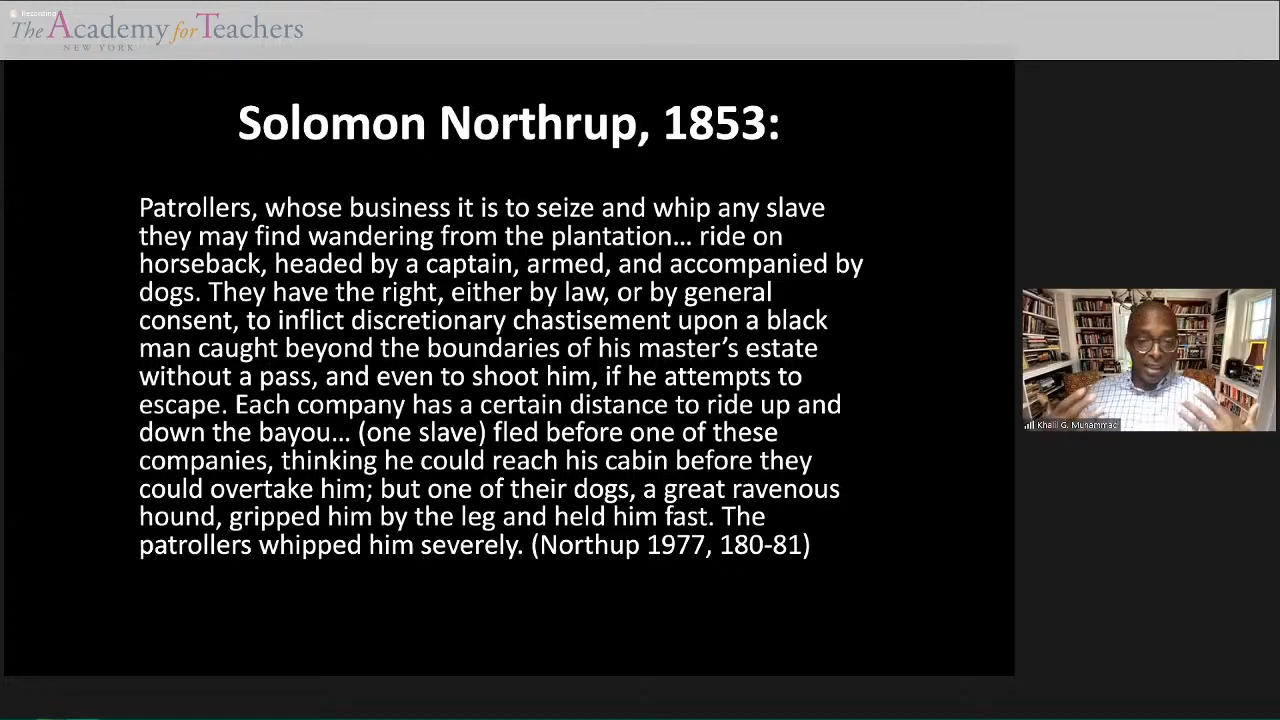 Recording
The Academy for Teachers
NEW YORK
Solomon Northrup, 1853:
Patrollers, whose business it is to seize and whip any slave
they may find wandering from the plantation… ride on
horseback, headed by a captain, armed, and accompanied by
dogs. They have the right, either by law, or by general
consent, to inflict discretionary chastisement upon a black
man caught beyond the boundaries of his master’s estate
without a pass, and even to shoot him, if he attempts to
escape. Each company has a certain distance to ride up and
down the bayou… (one slave) fled before one of these
companies, thinking he could reach his cabin before they
could overtake him; but one of their dogs, a great ravenous
hound, gripped him by the leg and held him fast. The
patrollers whipped him severely. (Northup 1977, 180-81)
Khalil G. Muhammad